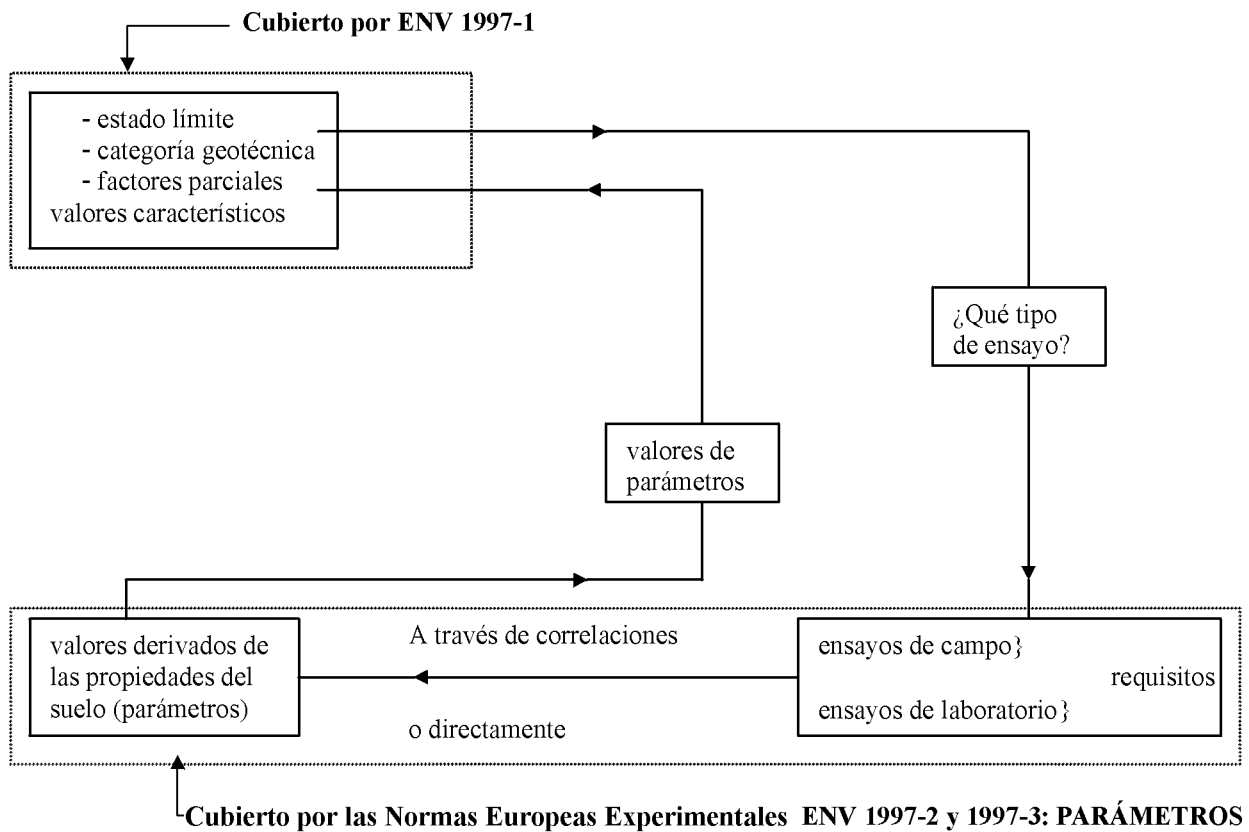 Cubierto por ENV 1997-1
- estado límite
- categoría geotécnica
- factores parciales
valores característicos
¿Qué tipo
de ensayo?
valores de
parámetros
valores derivados de
las propiedades del
suelo (parámetros)
A través de correlaciones
o directamente
ensayos de campo}
requisitos
ensayos de laboratorio}
Cubierto por las Normas Europeas Experimentales ENV 1997-2 y 1997-3: PARÁMETROS